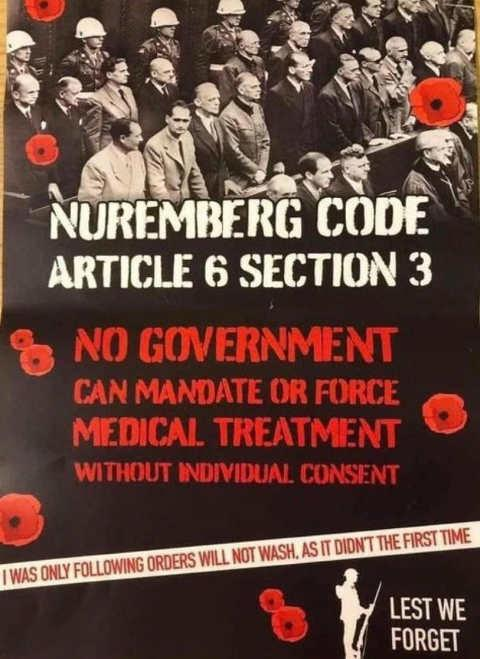 NUREMBERG CODE
ARTICLE 6 SECTION 3
NO GOVERNMENT
CAN MANDATE OR FORCE
MEDICAL TREATMENT
WITHOUT INDIVIDUAL CONSENT
I WAS ONLY FOLLOWING ORDERS WILL NOT WASH, AS IT DIDN'T THE FIRST TIME
LEST WE
FORGET